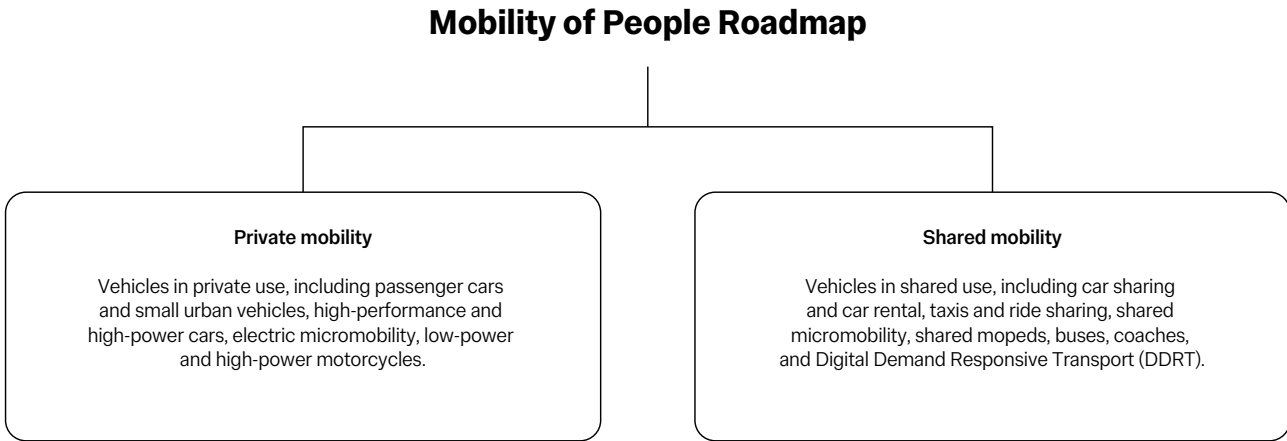 Mobility of People Roadmap
Private mobility
Vehicles in private use, including passenger cars
and small urban vehicles, high-performance and
high-power cars, electric micromobility, low-power
and high-power motorcycles.
Shared mobility
Vehicles in shared use, including car sharing
and car rental, taxis and ride sharing, shared
micromobility, shared mopeds, buses, coaches,
and Digital Demand Responsive Transport (DDRT).